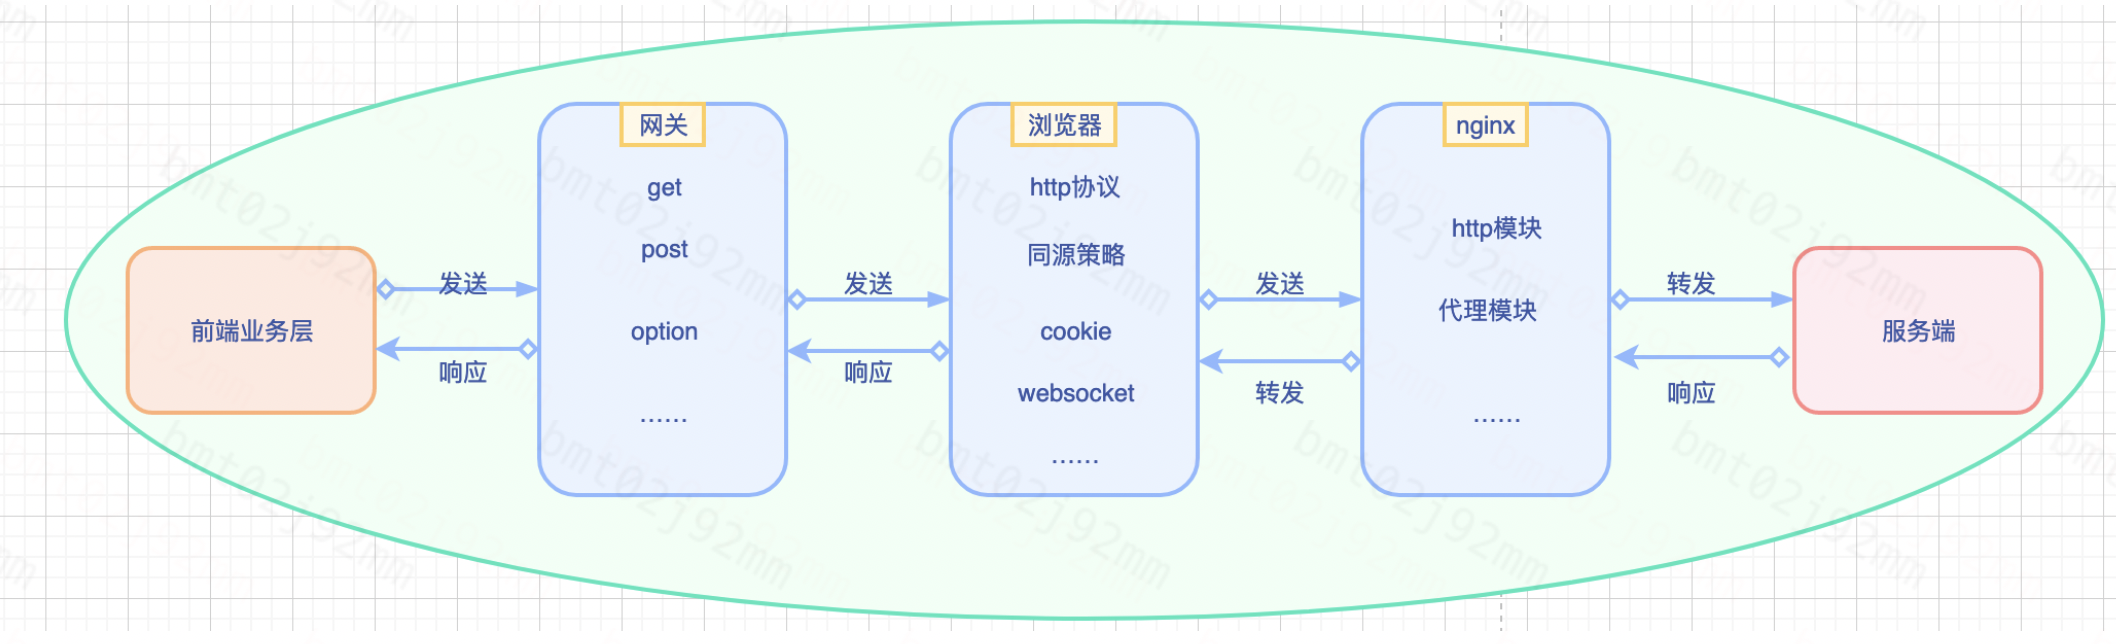 网关
浏览器
nginx
get
http协议
post
同源策略
http模块
发送
发送
发送
转发
代理模块
前端业务层
option
cookie
服务端
响应
响应
转发
响应
websocket
......
......
......
bmt02j92mm